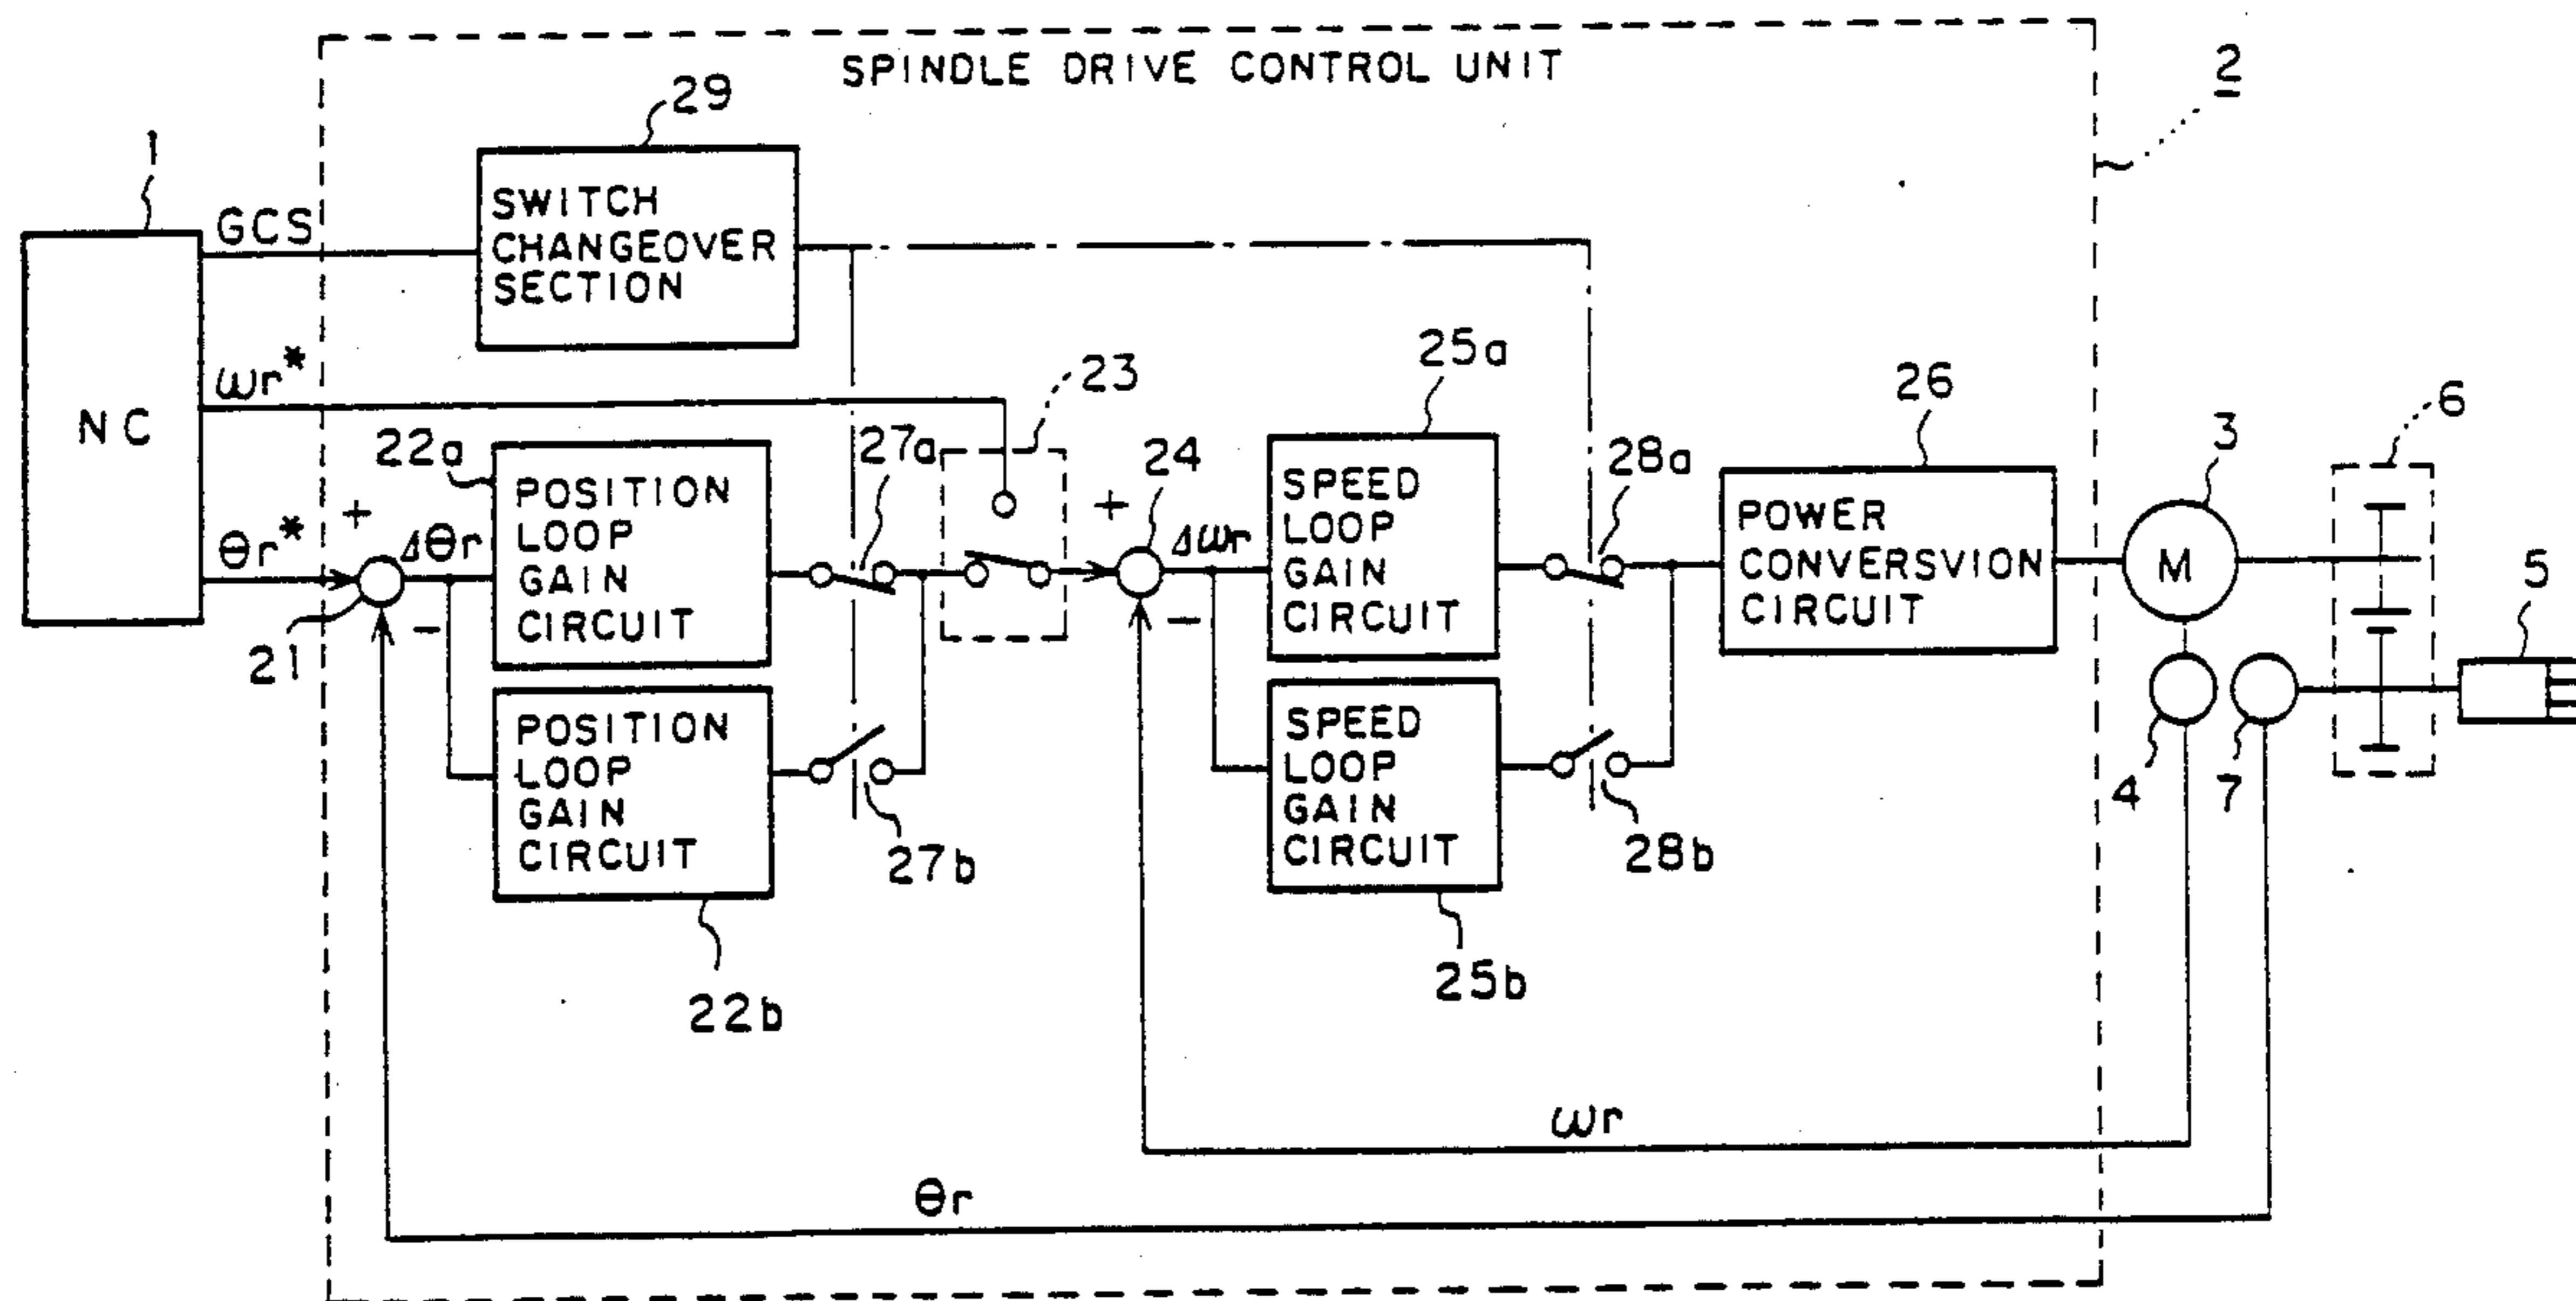 SPINDLE DRIVE CONTROL UNIT
2
29
1
SWITCH
CHANGEOVER
SECTION
GCS
ωr*
NC
θr*
23
25a
26
6
22a
27a
24
28a
3
+
+
POSITION
LOOP
GAIN
CIRCUIT
SPEED
LOOP
GAIN
CIRCUIT
POWER
CONVERSVION
CIRCUIT
M
5
Δθr
Δωr
−
−
21
POSITION
LOOP
GAIN
CIRCUIT
SPEED
LOOP
GAIN
CIRCUIT
4
7
27b
28b
22b
25b
ωr
θr